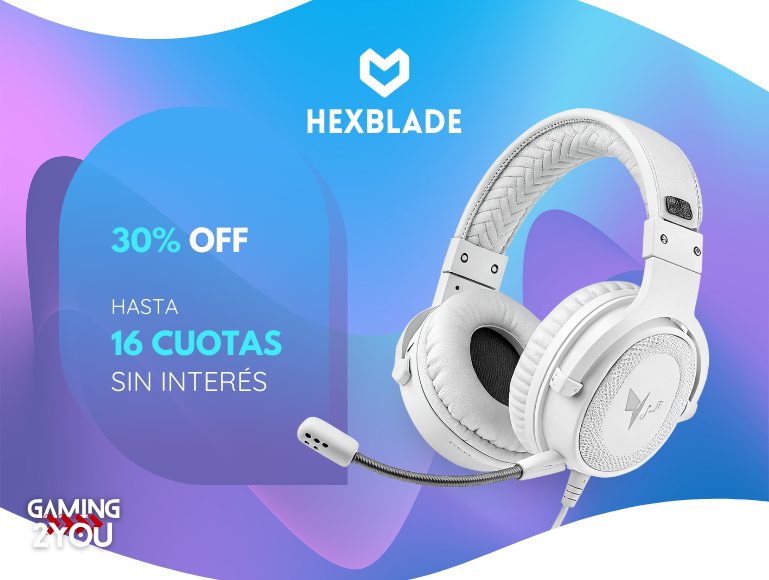 HEXBLADE
30% OFF
HASTA
16 CUOTAS
SIN INTERÉS
GAMING
2YOU